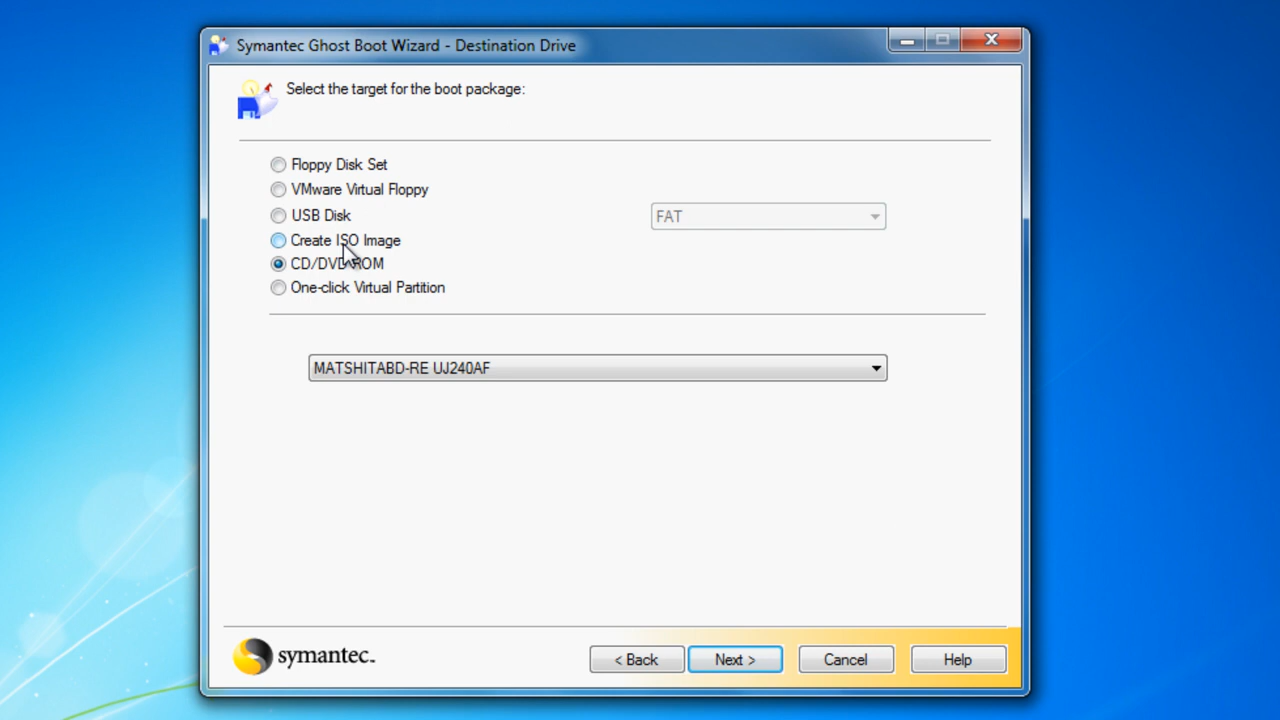 Symantec Ghost Boot Wizard - Destination Drive
Select the target for the boot package:
Floppy Disk Set
VMware Virtual Floppy
USB Disk
FAT
Create ISO Image
CD/DVD-ROM
One-click Virtual Partition
MATSHITABD-RE UJ240AF
symantec.
< Back
Next >
Cancel
Help